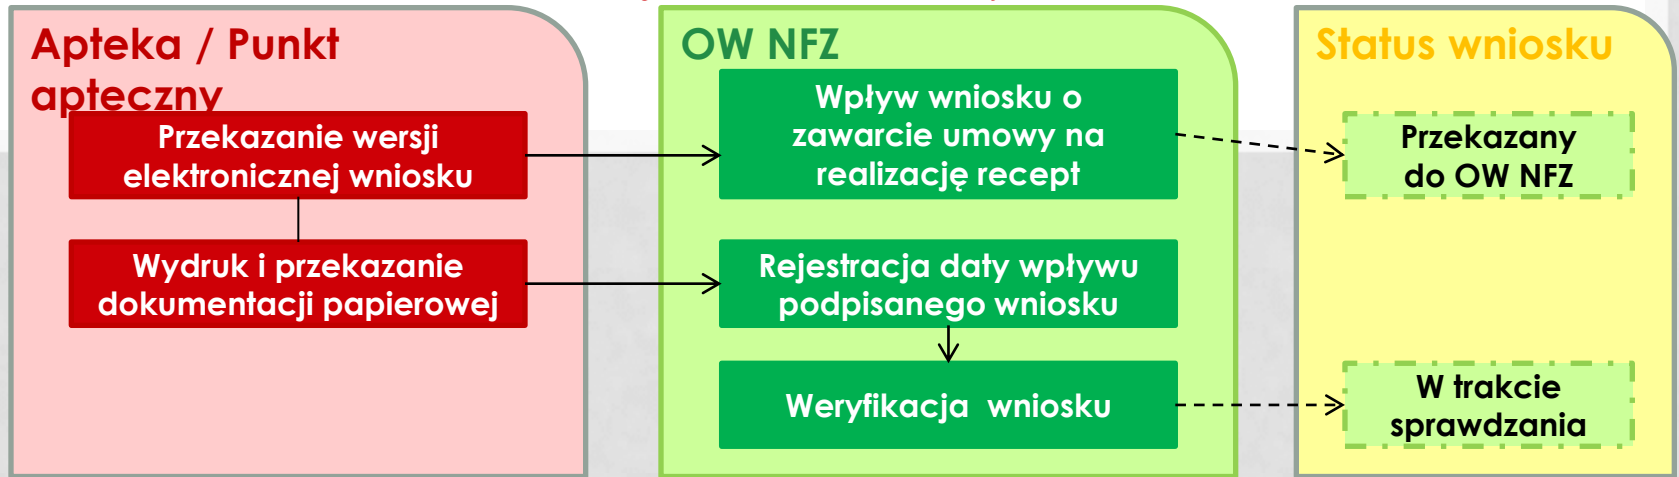 Apteka / Punkt
apteczny
Przekazanie wersji
elektronicznej wniosku
Wydruk i przekazanie
dokumentacji papierowej
OW NFZ
Wpływ wniosku o
zawarcie umowy na
realizację recept
Rejestracja daty wpływu
podpisanego wniosku
Weryfikacja wniosku
Status wniosku
Przekazany
do OW NFZ
W trakcie
sprawdzania